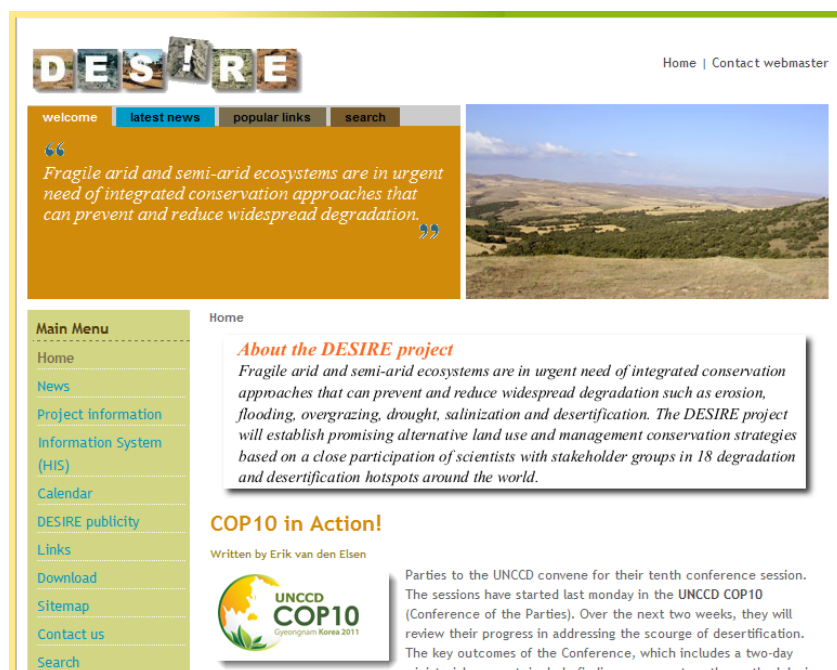 DES!RE
Home | Contact webmaster
welcome latest news popular links search
“
Fragile arid and semi-arid ecosystems are in urgent
need of integrated conservation approaches that
can prevent and reduce widespread degradation.
”
Main Menu
Home
News
Project information
Information System
(HIS)
Calendar
DESIRE publicity
Links
Download
Sitemap
Contact us
Search
Home
About the DESIRE project
Fragile arid and semi-arid ecosystems are in urgent need of integrated conservation
approaches that can prevent and reduce widespread degradation such as erosion,
flooding, overgrazing, drought, salinization and desertification. The DESIRE project
will establish promising alternative land use and management conservation strategies
based on a close participation of scientists with stakeholder groups in 18 degradation
and desertification hotspots around the world.
COP10 in Action!
Written by Erik van den Elsen
UNCCD
COP10
Gyeongnam Korea 2011
Parties to the UNCCD convene for their tenth conference session.
The sessions have started last monday in the UNCCD COP10
(Conference of the Parties). Over the next two weeks, they will
review their progress in addressing the scourge of desertification.
The key outcomes of the Conference, which includes a two-day